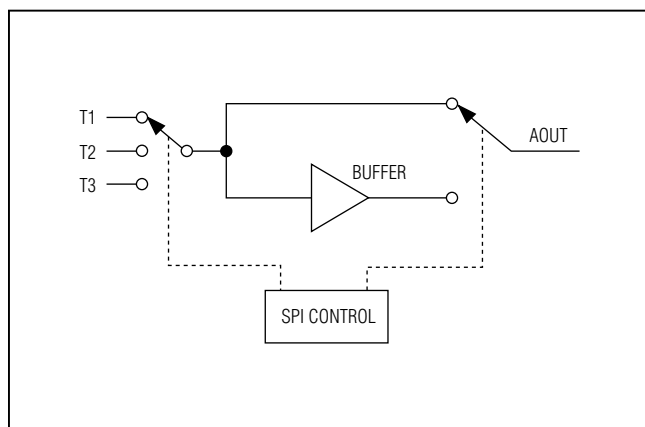 T1
AOUT
T2
BUFFER
T3
SPI CONTROL